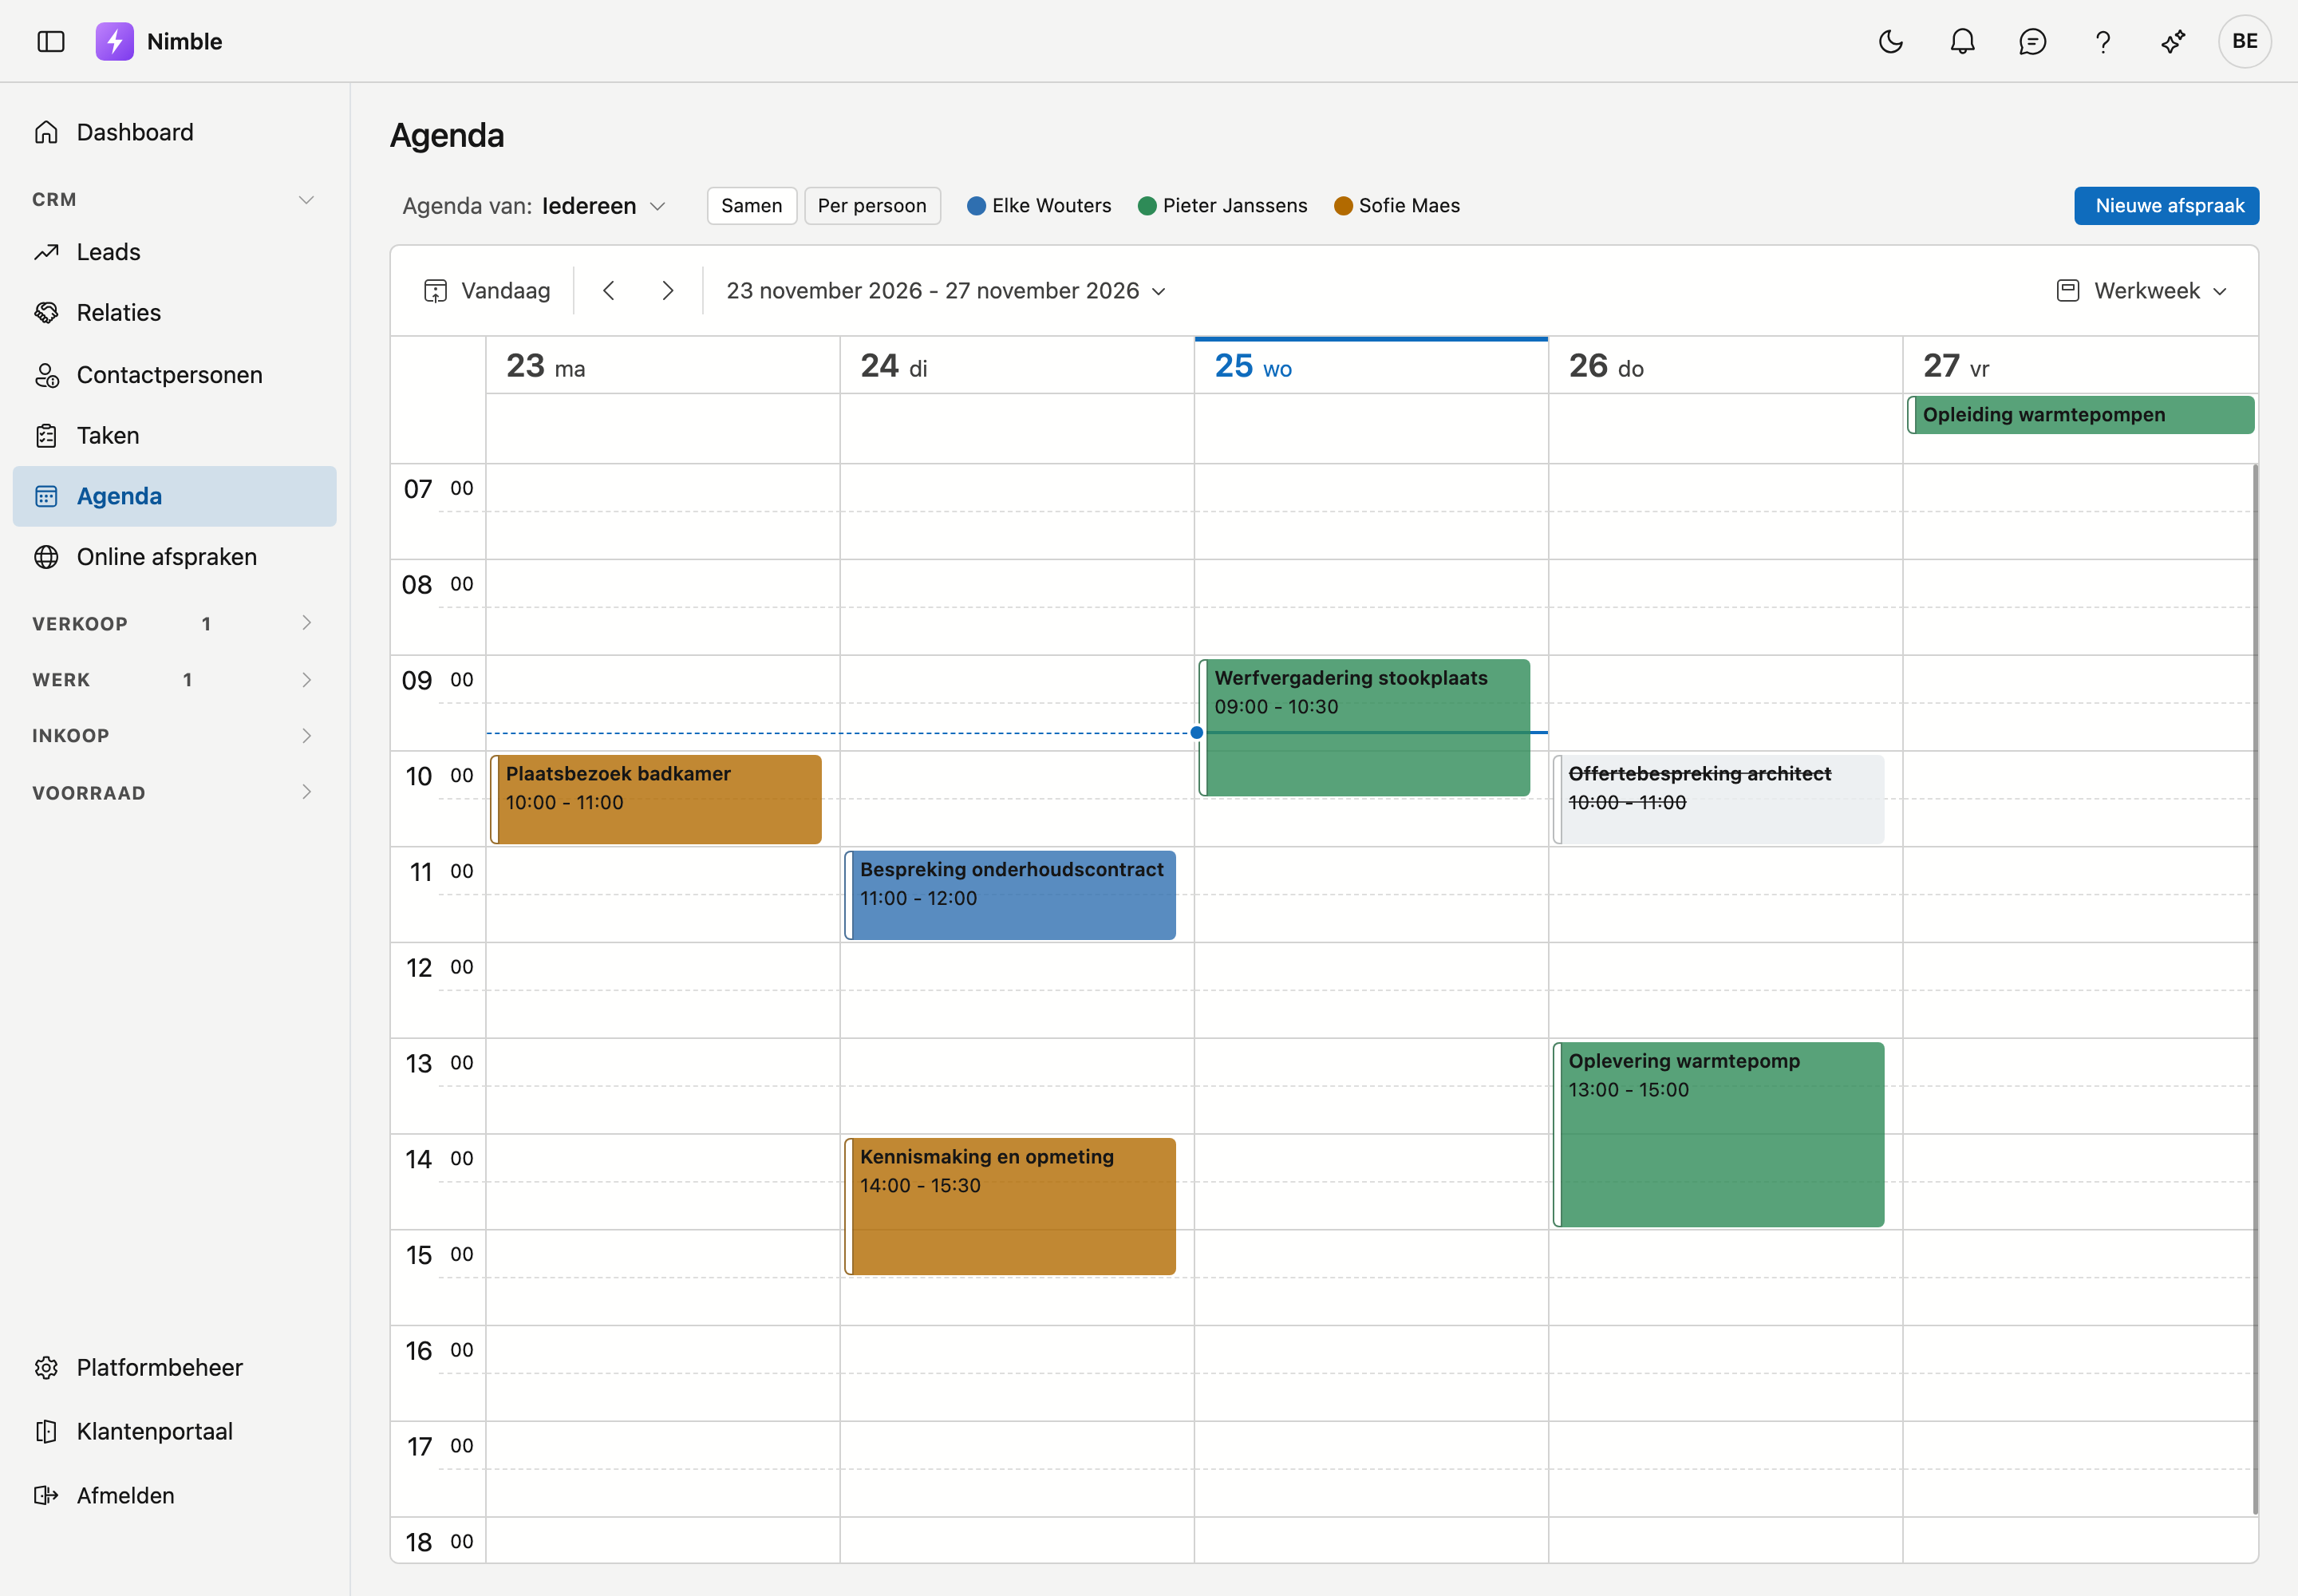 Nimble
BE
Dashboard
CRM
Leads
Relaties
Contactpersonen
Taken
Agenda
Online afspraken
VERKOOP 1
WERK 1
INKOOP
VOORRAAD
Platformbeheer
Klantenportaal
Afmelden
Agenda
Agenda van: Iedereen
Samen
Per persoon
Elke Wouters
Pieter Janssens
Sofie Maes
Nieuwe afspraak
Vandaag
23 november 2026 - 27 november 2026
Werkweek
23 ma
24 di
25 wo
26 do
27 vr
Opleiding warmtepompen
07 00
08 00
09 00
Werfvergadering stookplaats
09:00 - 10:30
10 00
Plaatsbezoek badkamer
10:00 - 11:00
Offertebespreking architect
10:00 - 11:00
11 00
Bespreking onderhoudscontract
11:00 - 12:00
12 00
13 00
Oplevering warmtepomp
13:00 - 15:00
14 00
Kennismaking en opmeting
14:00 - 15:30
15 00
16 00
17 00
18 00